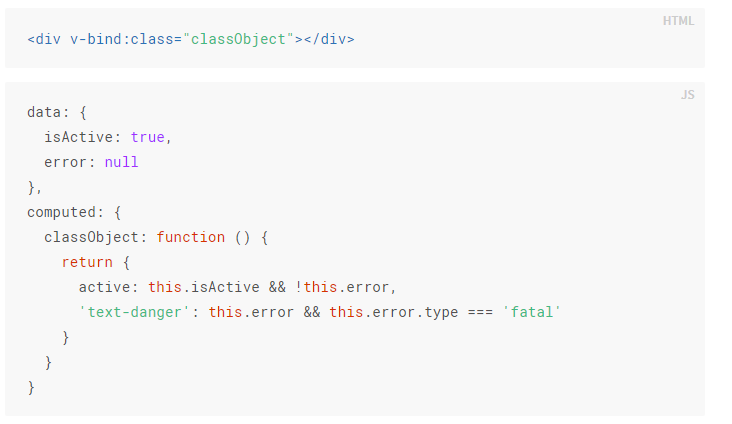 HTML
<div v-bind:class="classObject"></div>
JS
data: {
  isActive: true,
  error: null
},
computed: {
  classObject: function () {
    return {
      active: this.isActive && !this.error,
      'text-danger': this.error && this.error.type === 'fatal'
    }
  }
}